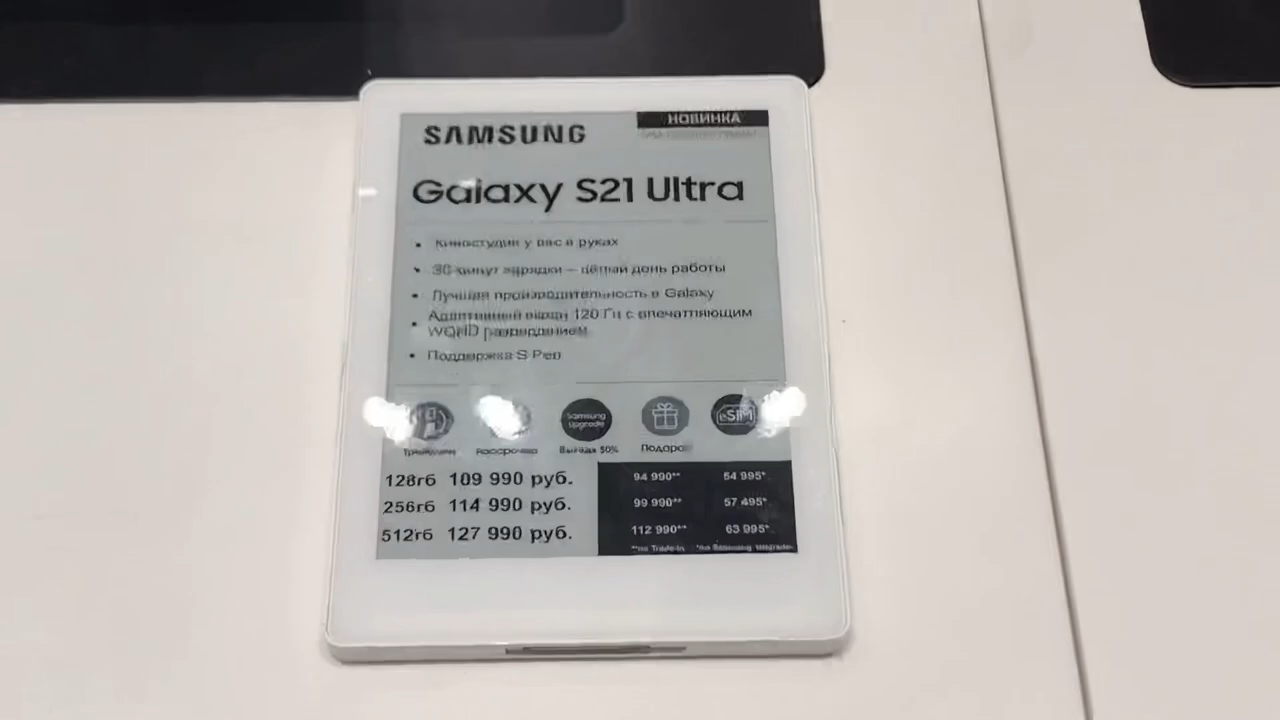 SAMSUNG
НОВИНКА
Galaxy S21 Ultra
• Киностудия у вас в руках
• 30 минут зарядки – целый день работы
• Лучшая производительность в Galaxy
• Адаптивный экран 120 Гц с впечатляющим
WQHD разрешением
• Поддержка S Pen
Samsung
Upgrade
eSIM
Трейд-ин Рассрочка Выгода 50% Подарок
128гб 109 990 руб. 94 990** 54 995*
256гб 114 990 руб. 99 990** 57 495*
512гб 127 990 руб. 112 990** 63 995*
**по Trade-in *по Samsung Upgrade